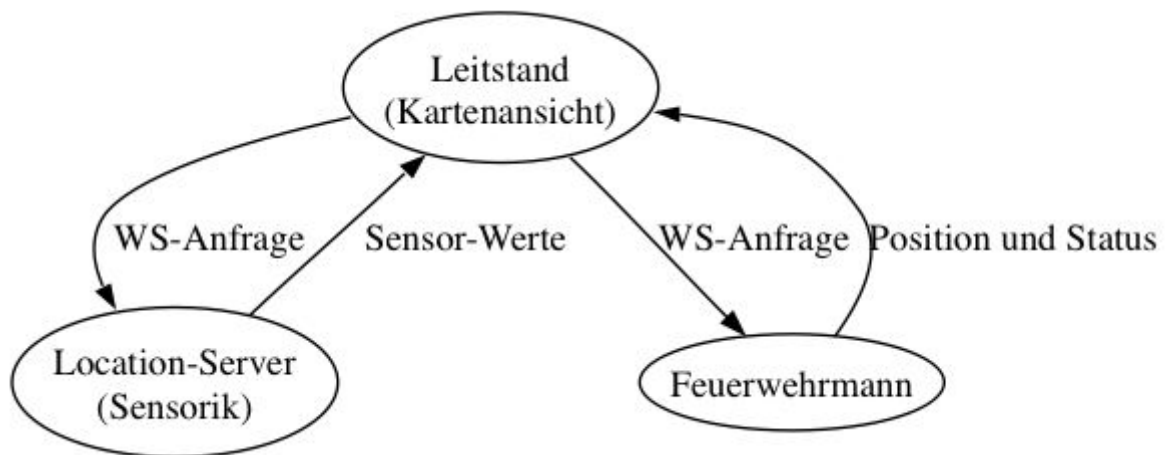 Leitstand
(Kartenansicht)
WS-Anfrage
Sensor-Werte
WS-Anfrage
Position und Status
Location-Server
(Sensorik)
Feuerwehrmann